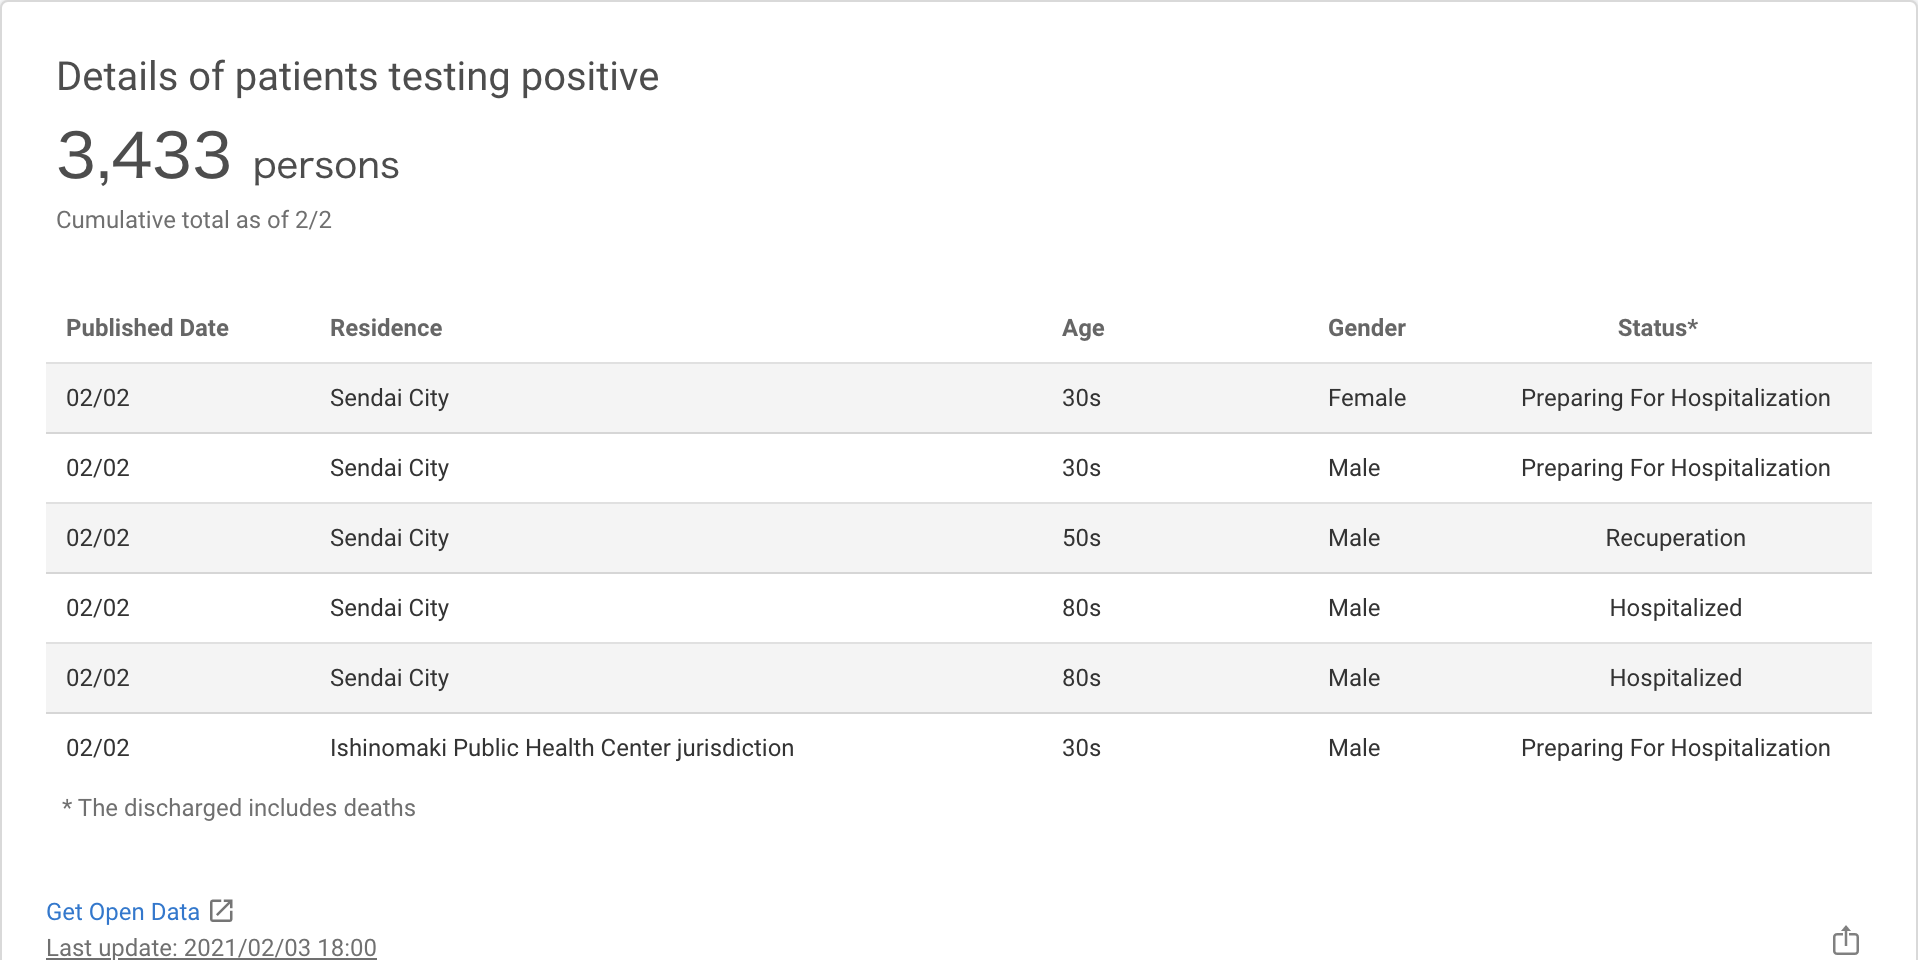 Details of patients testing positive
3,433 persons
Cumulative total as of 2/2
Published Date Residence Age Gender Status*
02/02 Sendai City 30s Female Preparing For Hospitalization
02/02 Sendai City 30s Male Preparing For Hospitalization
02/02 Sendai City 50s Male Recuperation
02/02 Sendai City 80s Male Hospitalized
02/02 Sendai City 80s Male Hospitalized
02/02 Ishinomaki Public Health Center jurisdiction 30s Male Preparing For Hospitalization
* The discharged includes deaths
Get Open Data
Last update: 2021/02/03 18:00